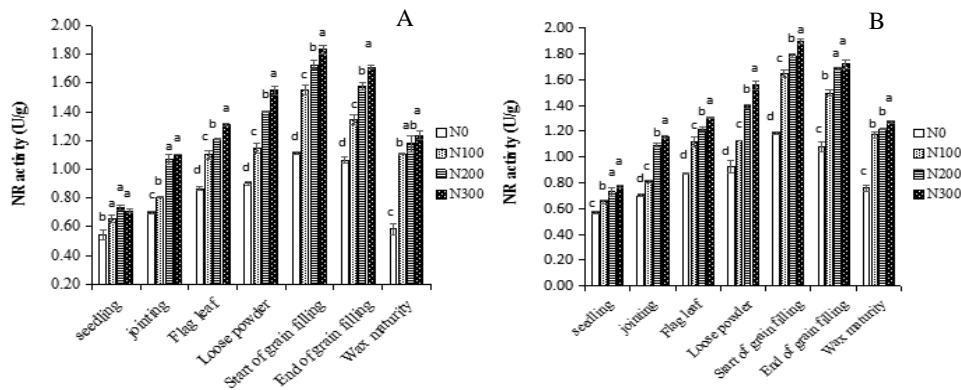 A
NR activity (U/g)
2.00
1.80
1.60
1.40
1.20
1.00
0.80
0.60
0.40
0.20
b a a a
c b a a
d c b a
d c b a
d c b a
d c b a
c b ab a
seedling
jointing
Flag leaf
Loose powder
Start of grain filling
End of grain filling
Wax maturity
N0
N100
N200
N300
B
NR activity (U/g)
2.00
1.80
1.60
1.40
1.20
1.00
0.80
0.60
0.40
0.20
0.00
c b a a
d c b a
d c b a
d c b a
d c b a
c b a a
c b b a
Seedling
jointing
Flag leaf
Loose powder
Start of grain filling
End of grain filling
Wax maturity
N0
N100
N200
N300